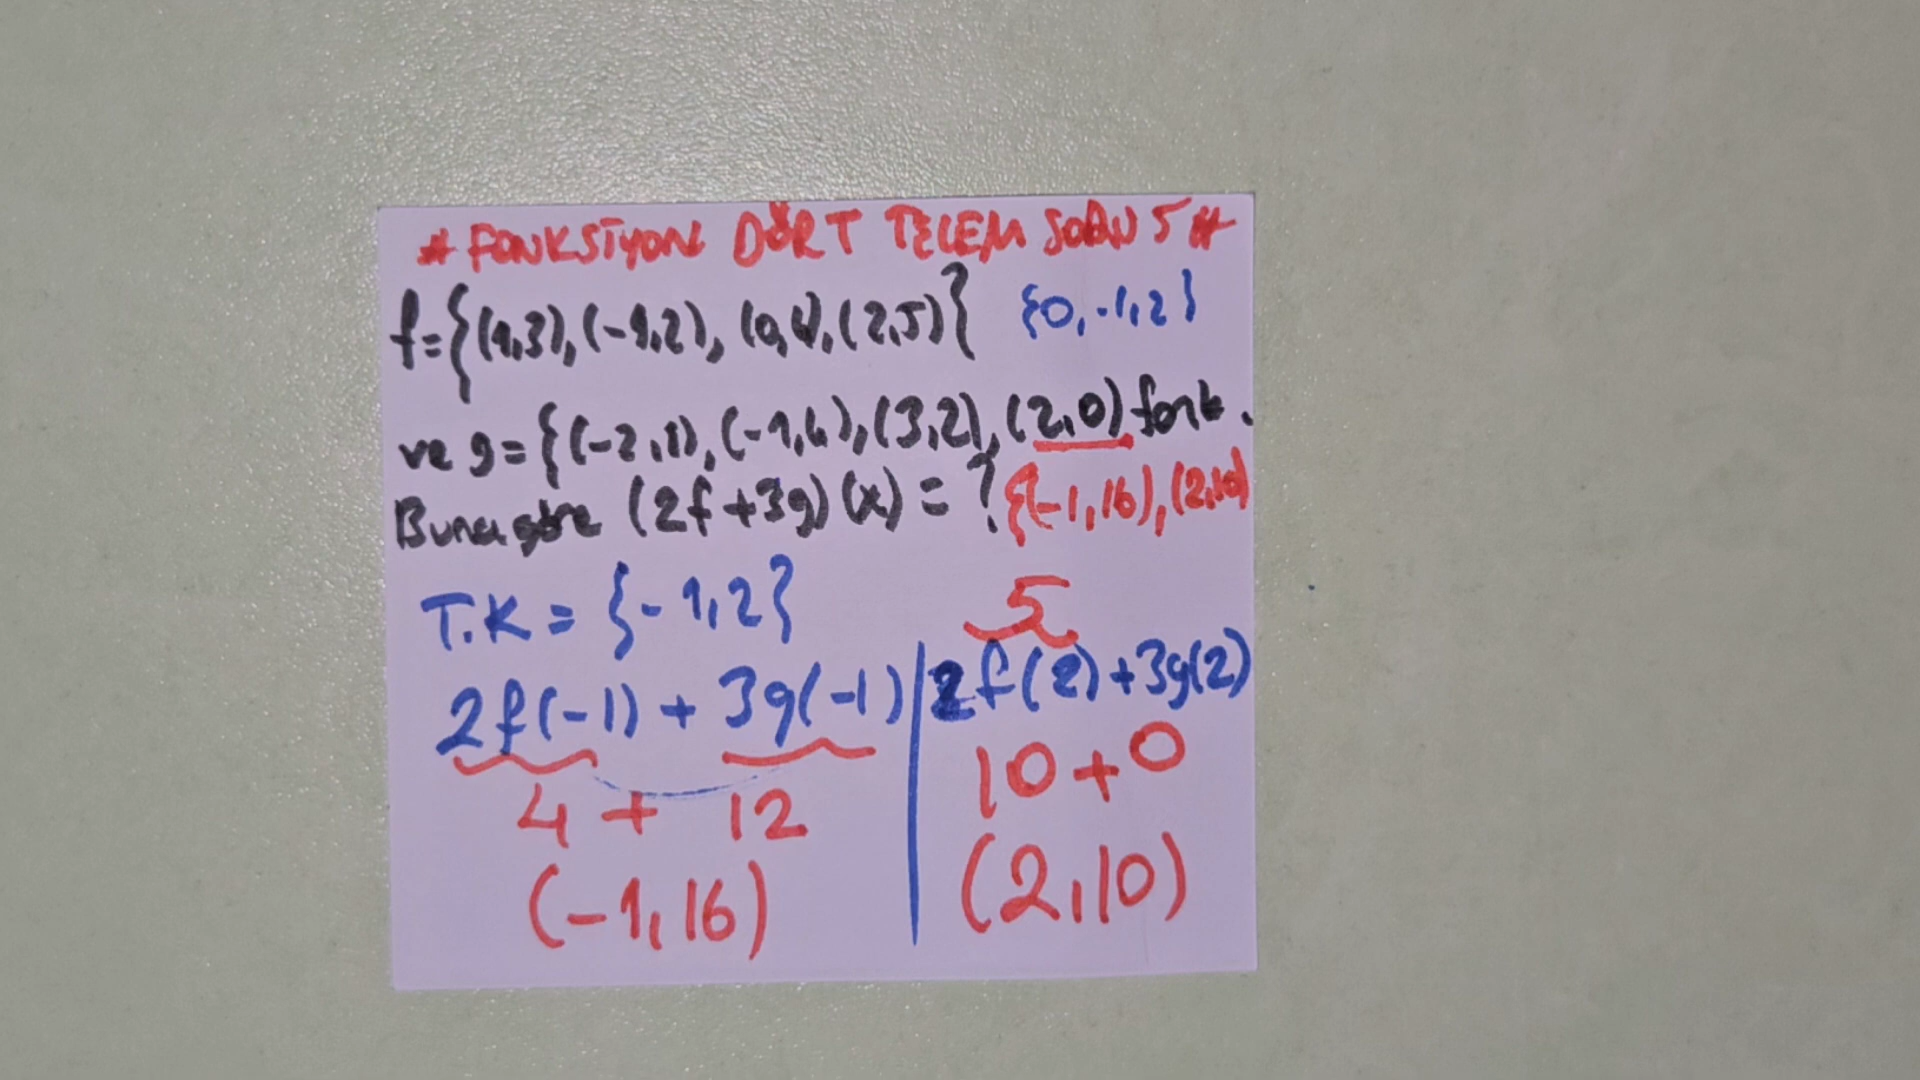 # FONKSİYON DÖRT İŞLEM SORU 5 #
f={(1,3),(-1,2), (0,4),(2,5)} {0,-1,2}
ve g={(-2,1),(-1,4),(3,2),(2,0) fonk.
Buna göre (2f+3g)(x)=? {(-1,16),(2,10)
T.K = {-1,2}
5
2f(-1) + 3g(-1) | 2f(2)+3g(2)
4 + 12
10+0
(-1,16)
(2,10)